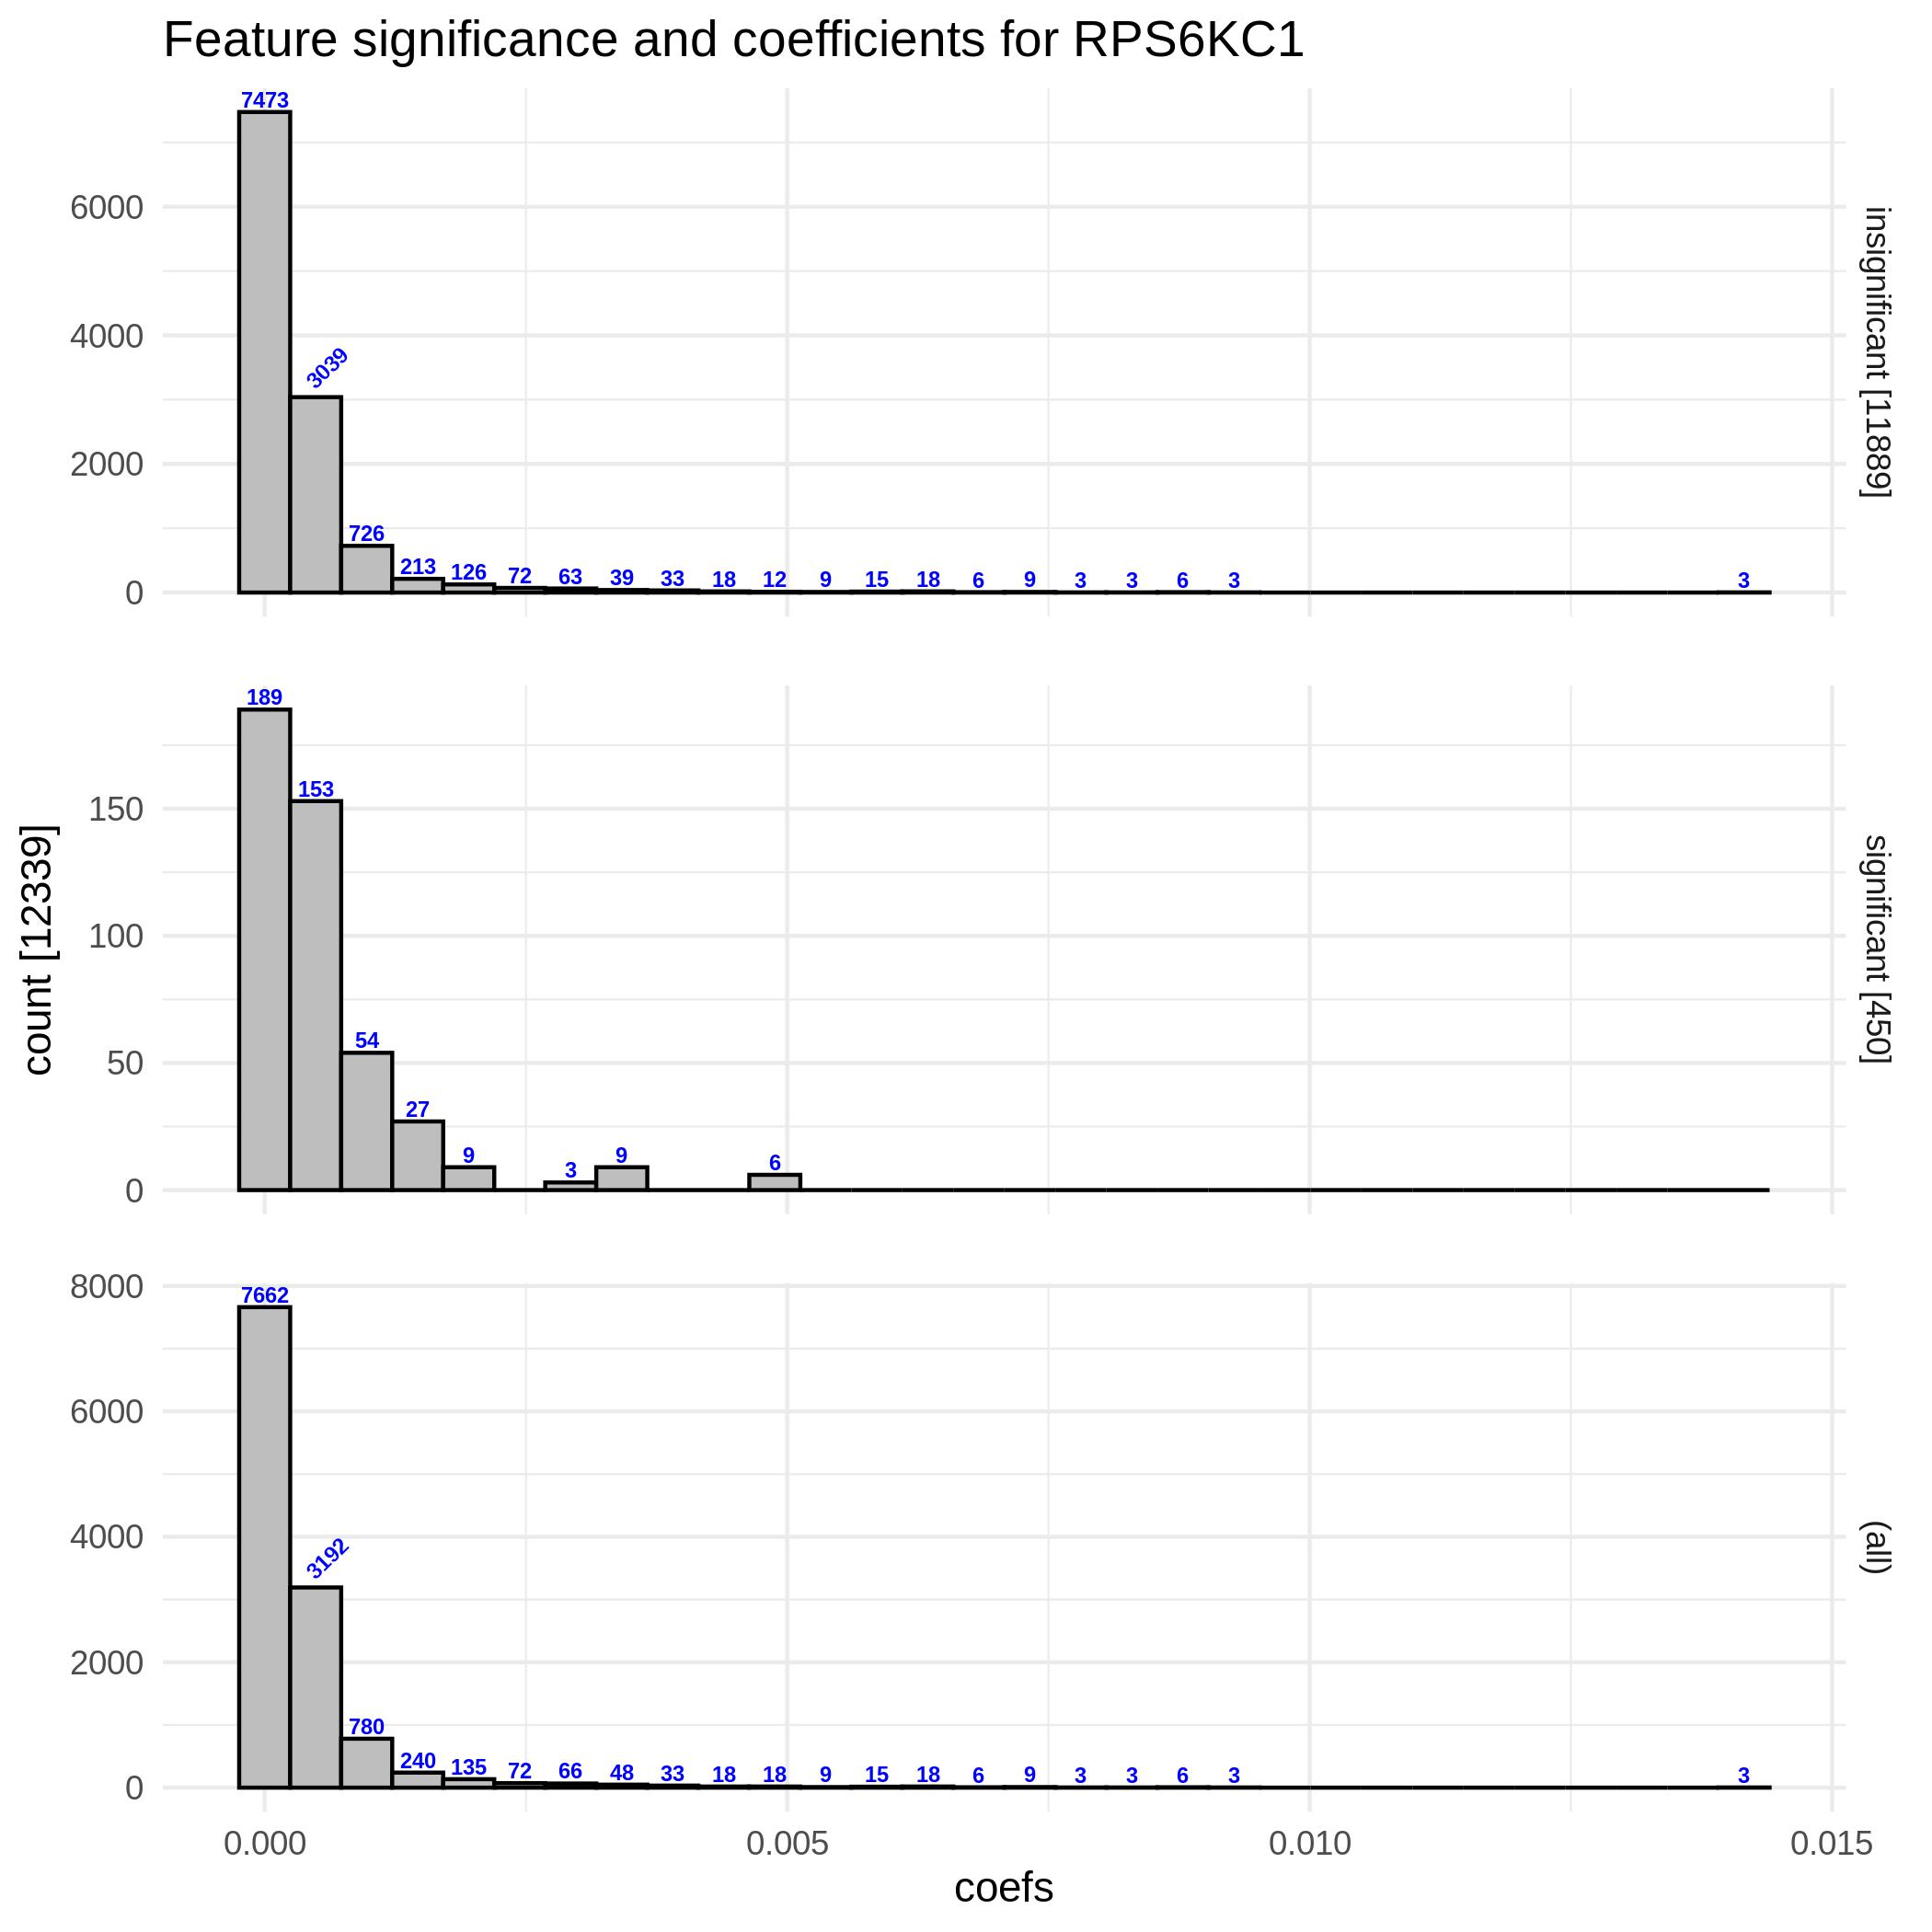 Feature significance and coefficients for RPS6KC1
7473
6000
4000
3039
2000
726
213 126 72 63 39 33 18 12 9 15 18 6 9 3 3 6 3 3
0
insignificant [11889]
189
153
150
100
54
50
27
9 3 9 6
0
significant [450]
count [12339]
8000
7662
6000
4000
3192
2000
780
240 135 72 66 48 33 18 18 9 15 18 6 9 3 3 6 3 3
0
(all)
0.000 0.005 0.010 0.015
coefs